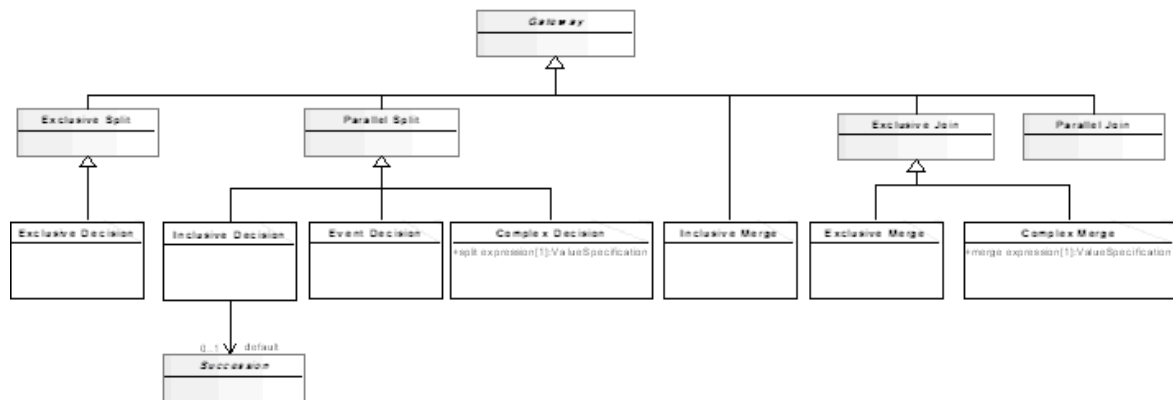 Gateway
Exclusive Split
Parallel Split
Exclusive Join
Parallel Join
Exclusive Decision
Inclusive Decision
Event Decision
Complex Decision
+split expression[1]:ValueSpecification
Inclusive Merge
Exclusive Merge
Complex Merge
+merge expression[1]:ValueSpecification
0..1
default
Succession